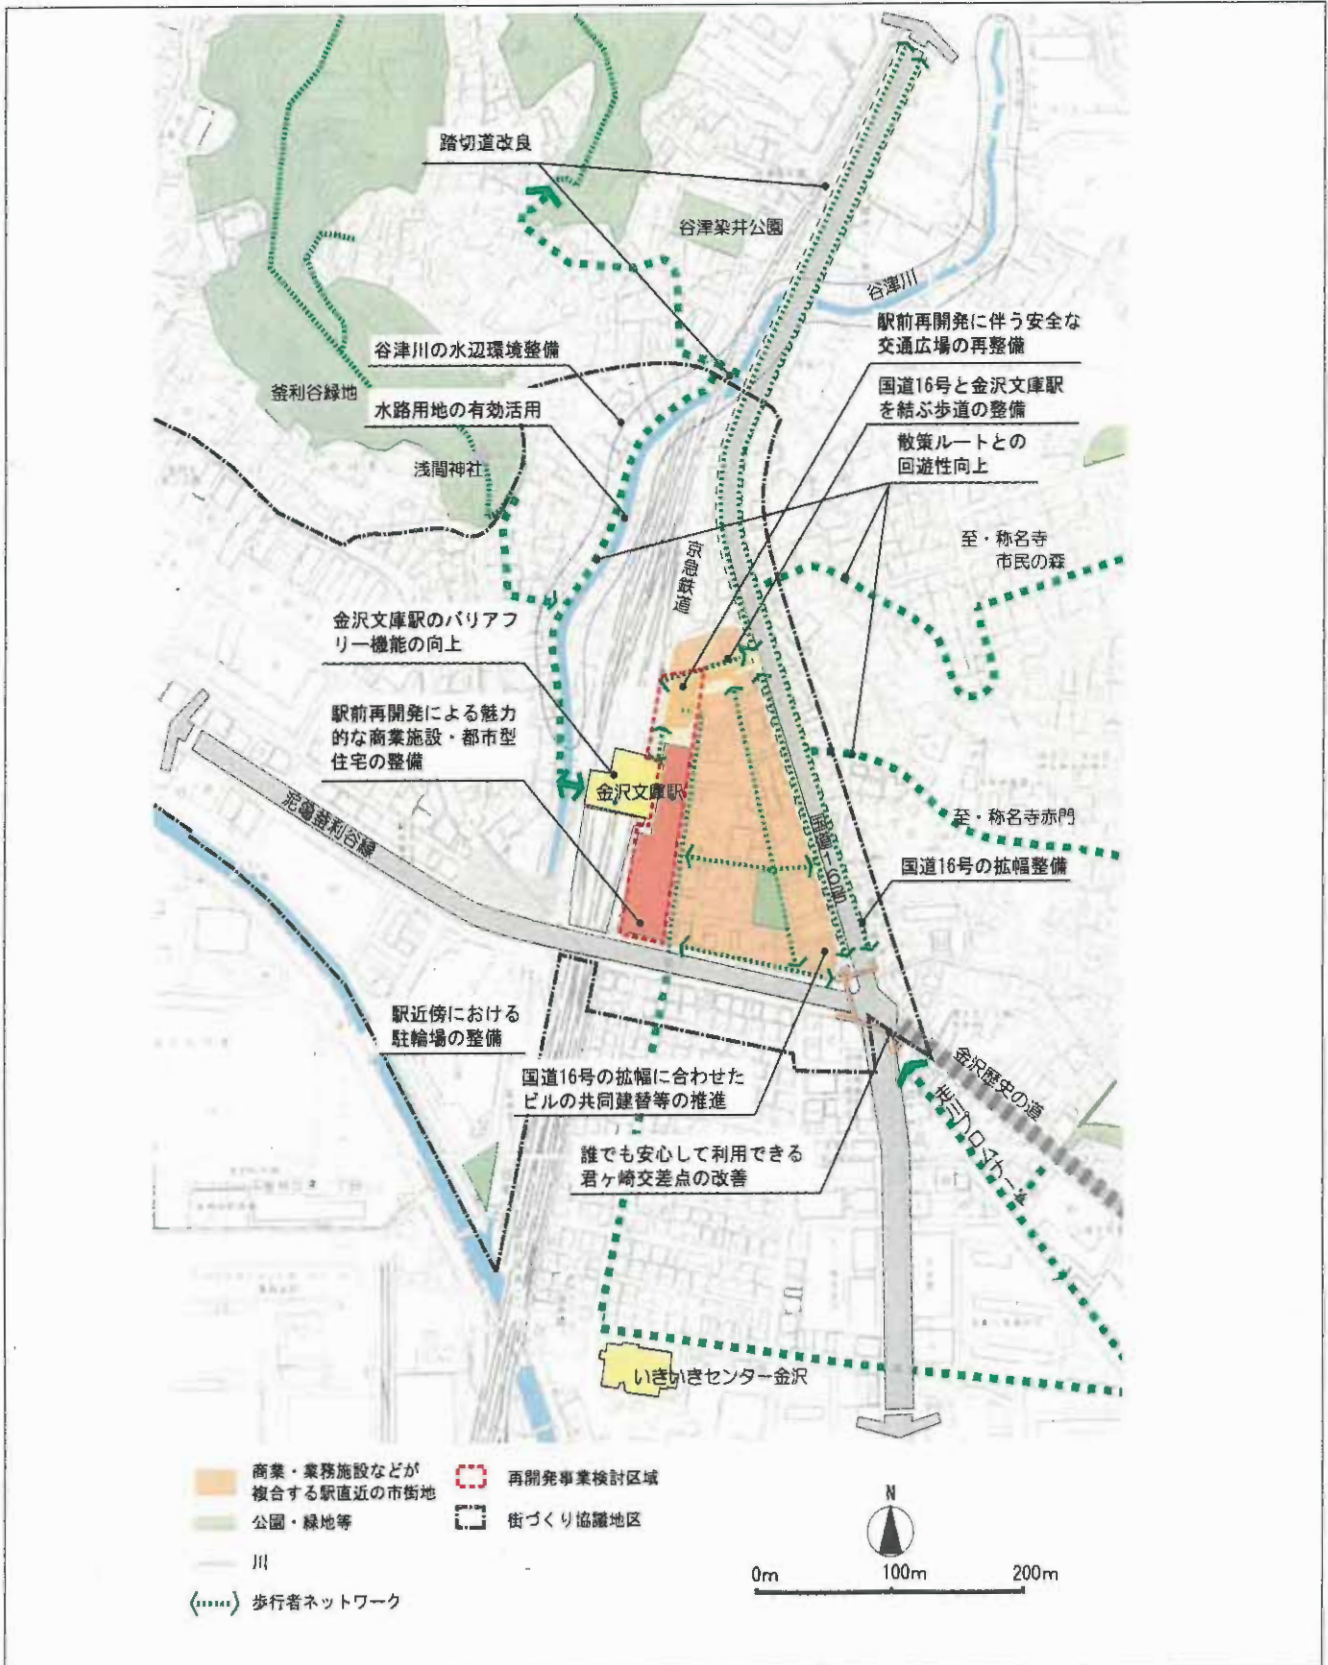 踏切道改良
谷津染井公園
谷津川
駅前再開発に伴う安全な
交通広場の再整備
谷津川の水辺環境整備
国道16号と金沢文庫駅
を結ぶ歩道の整備
釜利谷緑地
水路用地の有効活用
散策ルートとの
回遊性向上
浅間神社
至・称名寺
市民の森
京急鉄道
金沢文庫駅のバリアフ
リー機能の向上
駅前再開発による魅力
的な商業施設・都市型
住宅の整備
金沢文庫駅
泥亀釜利谷線
至・称名寺赤門
国道16号
国道16号の拡幅整備
駅近傍における
駐輪場の整備
国道16号の拡幅に合わせた
ビルの共同建替等の推進
金沢歴史の道
誰でも安心して利用できる
君ヶ崎交差点の改善
いきいきセンター金沢
商業・業務施設などが
複合する駅直近の市街地
再開発事業検討区域
公園・緑地等
街づくり協議地区
川
歩行者ネットワーク
N
0m 100m 200m